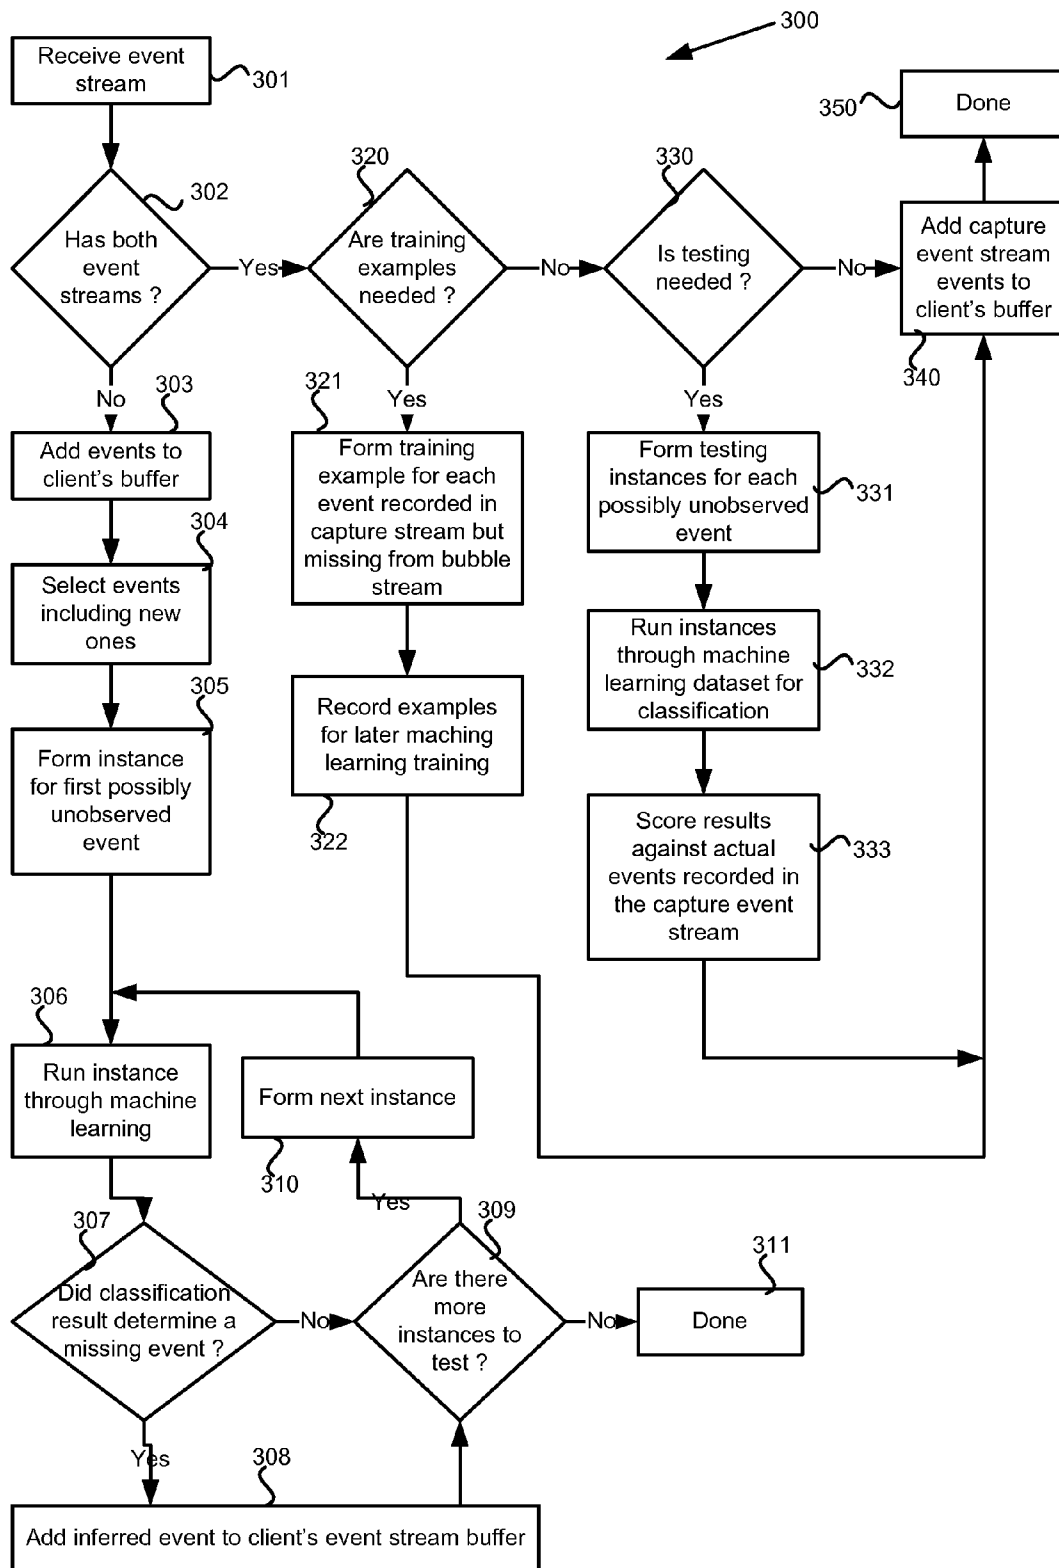 300
Receive event
stream
301
350
Done
302
320
330
Has both
event
streams ?
Yes
Are training
examples
needed ?
No
Is testing
needed ?
No
Add capture
event stream
events to
client's buffer
340
No
Yes
Yes
303
Add events to
client's buffer
321
Form training
example for each
event recorded in
capture stream but
missing from bubble
stream
Form testing
instances for each
possibly unobserved
event
331
304
Select events
including new
ones
Run instances
through machine
learning dataset for
classification
332
305
Form instance
for first possibly
unobserved
event
Record examples
for later maching
learning training
322
Score results
against actual
events recorded in
the capture event
stream
333
306
Run instance
through machine
learning
Form next instance
310
Yes
307
309
311
Did classification
result determine a
missing event ?
No
Are there
more
instances to
test ?
No
Done
Yes
308
Add inferred event to client's event stream buffer